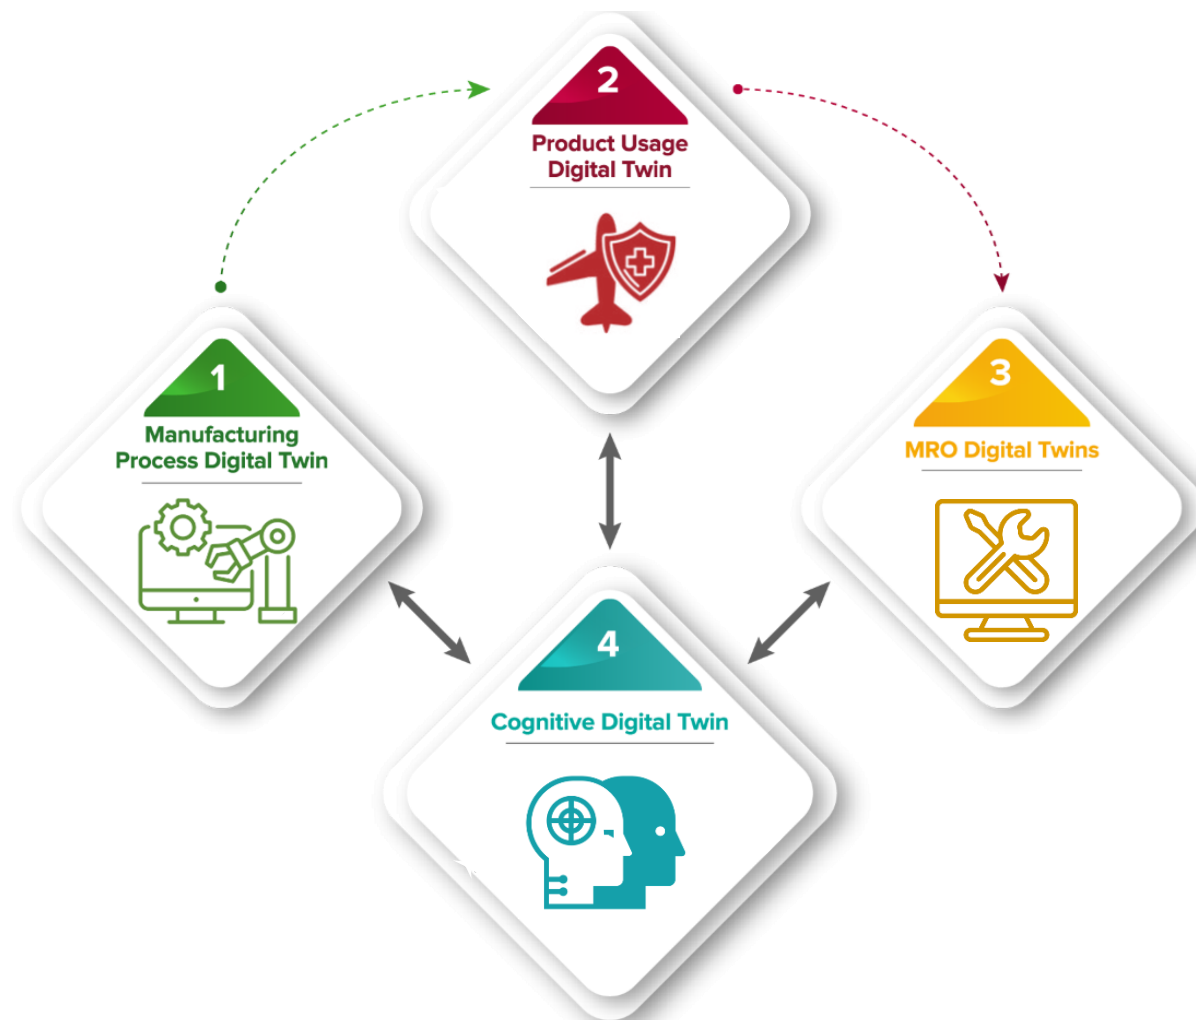 2
Product Usage
Digital Twin
1
Manufacturing
Process Digital Twin
3
MRO Digital Twins
4
Cognitive Digital Twin